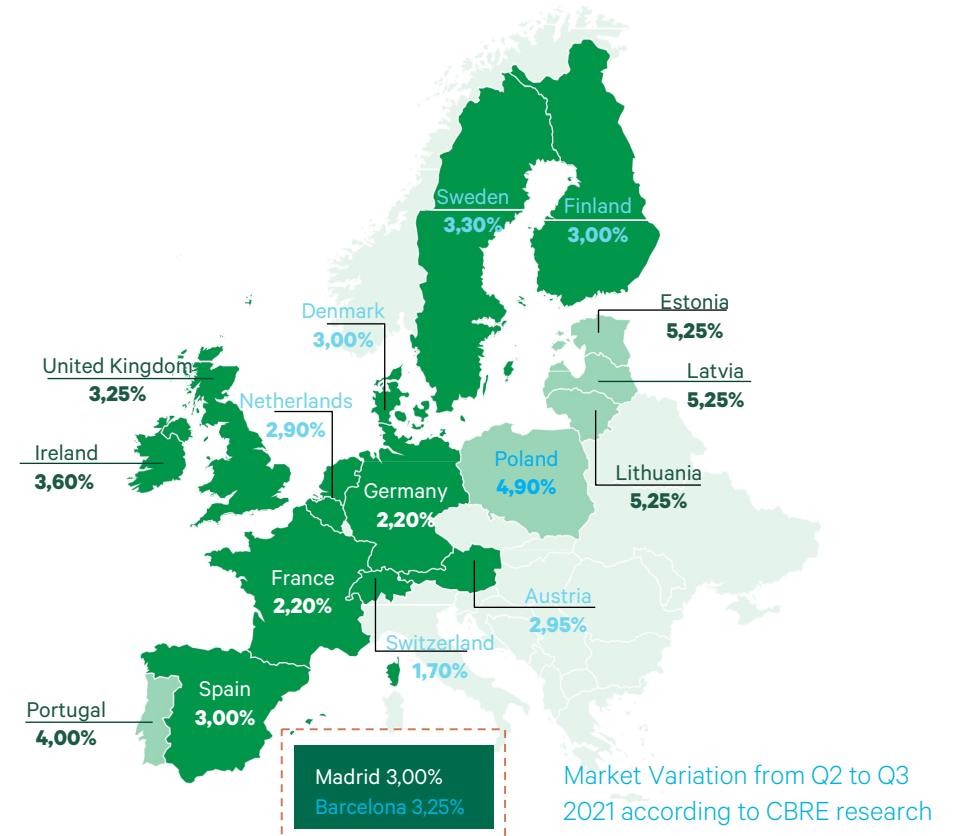 Sweden
3,30%
Finland
3,00%
Denmark
3,00%
Estonia
5,25%
United Kingdom
3,25%
Latvia
5,25%
Netherlands
2,90%
Ireland
3,60%
Poland
4,90%
Lithuania
5,25%
Germany
2,20%
France
2,20%
Austria
2,95%
Switzerland
1,70%
Spain
3,00%
Portugal
4,00%
Madrid 3,00%
Barcelona 3,25%
Market Variation from Q2 to Q3
2021 according to CBRE research